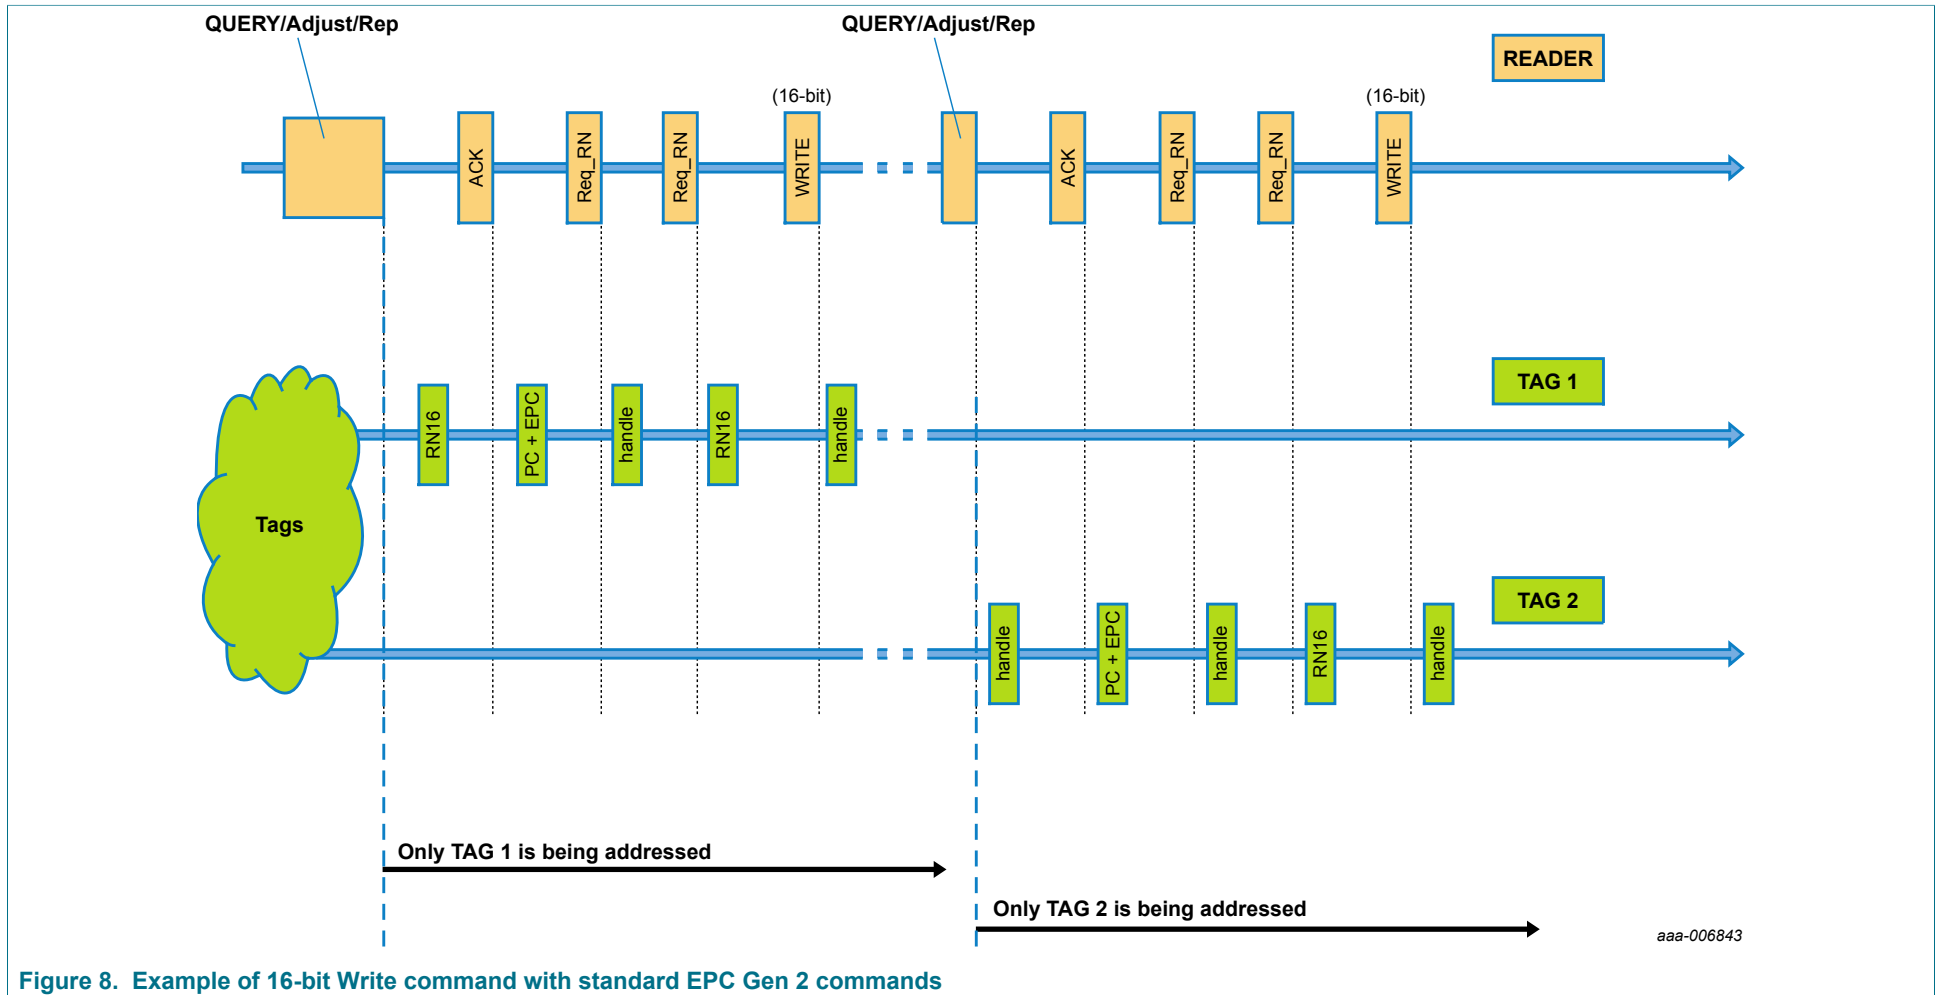 QUERY/Adjust/Rep
QUERY/Adjust/Rep
READER
(16-bit)
(16-bit)
ACK
Req_RN
Req_RN
WRITE
ACK
Req_RN
Req_RN
WRITE
TAG 1
RN16
PC + EPC
handle
RN16
handle
Tags
TAG 2
handle
PC + EPC
handle
RN16
handle
Only TAG 1 is being addressed
Only TAG 2 is being addressed
aaa-006843
Figure 8. Example of 16-bit Write command with standard EPC Gen 2 commands